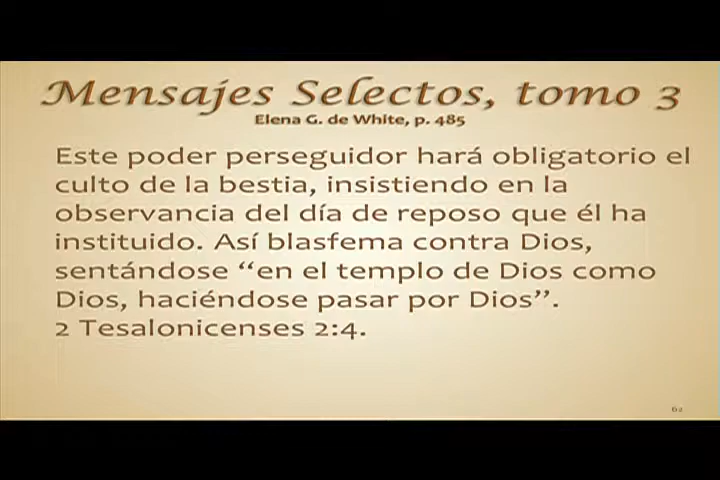 Mensajes Selectos, tomo 3
Elena G. de White, p. 485
Este poder perseguidor hará obligatorio el
culto de la bestia, insistiendo en la
observancia del día de reposo que él ha
instituido. Así blasfema contra Dios,
sentándose “en el templo de Dios como
Dios, haciéndose pasar por Dios”.
2 Tesalonicenses 2:4.
62